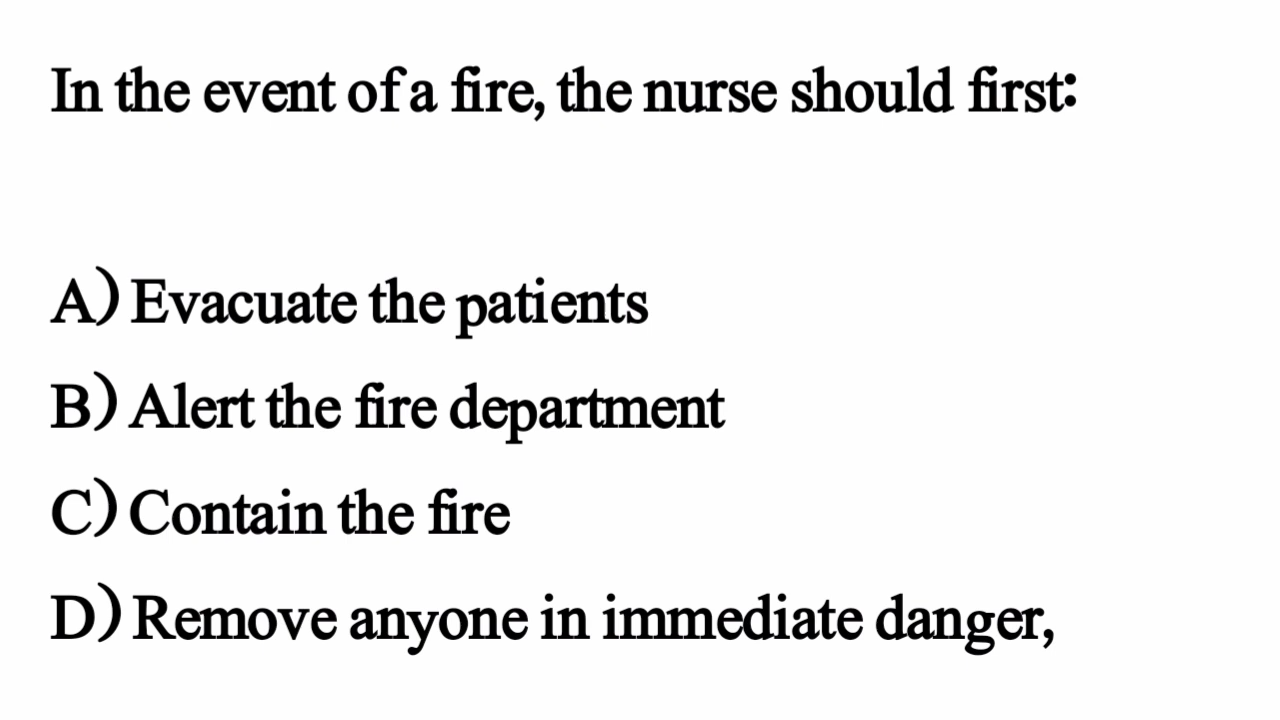 In the event of a fire, the nurse should first:
A) Evacuate the patients
B) Alert the fire department
C) Contain the fire
D) Remove anyone in immediate danger,